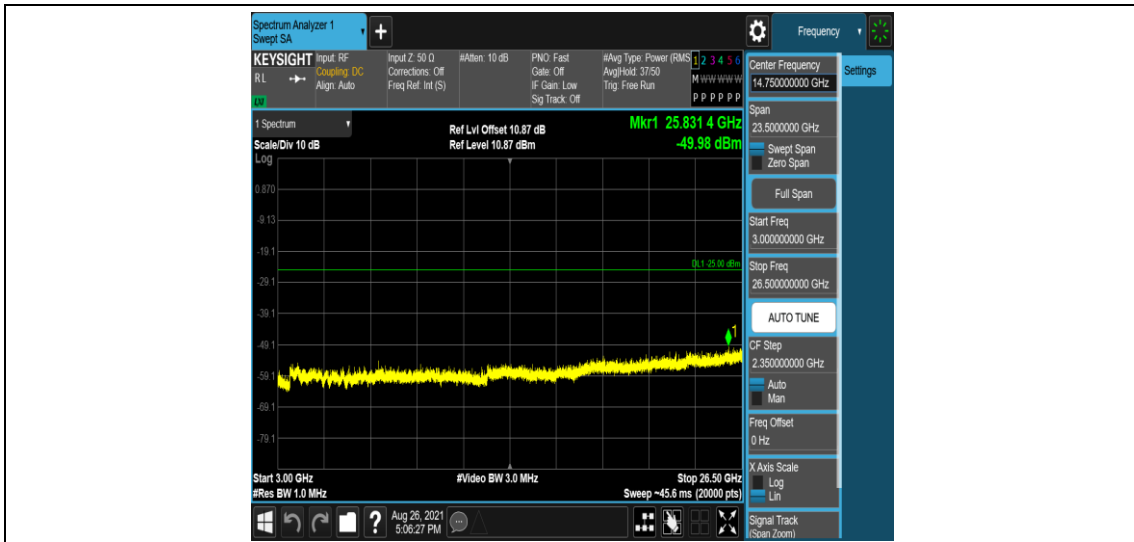 Spectrum Analyzer 1
Swept SA
+
Frequency
KEYSIGHT
RL
LM
Input: RF
Coupling: DC
Align: Auto
Input Z: 50 Ω
Corrections: Off
Freq Ref: Int (S)
#Atten: 10 dB
PNO: Fast
Gate: Off
IF Gain: Low
Sig Track: Off
#Avg Type: Power (RMS
Avg|Hold: 37/50
Trig: Free Run
1 2 3 4 5 6
M W W W W W
P P P P P P
1 Spectrum
Scale/Div 10 dB
Log
Ref Lvl Offset 10.87 dB
Ref Level 10.87 dBm
Mkr1 25.831 4 GHz
-49.98 dBm
0.870
-9.13
-19.1
DL1 -25.00 dBm
-29.1
-39.1
1
-49.1
-59.1
-69.1
-79.1
Start 3.00 GHz
#Res BW 1.0 MHz
#Video BW 3.0 MHz
Stop 26.50 GHz
Sweep ~45.6 ms (20000 pts)
?
Aug 26, 2021
5:06:27 PM
Center Frequency
14.750000000 GHz
Settings
Span
23.5000000 GHz
Swept Span
Zero Span
Full Span
Start Freq
3.000000000 GHz
Stop Freq
26.500000000 GHz
AUTO TUNE
CF Step
2.350000000 GHz
Auto
Man
Freq Offset
0 Hz
X Axis Scale
Log
Lin
Signal Track
(Span Zoom)